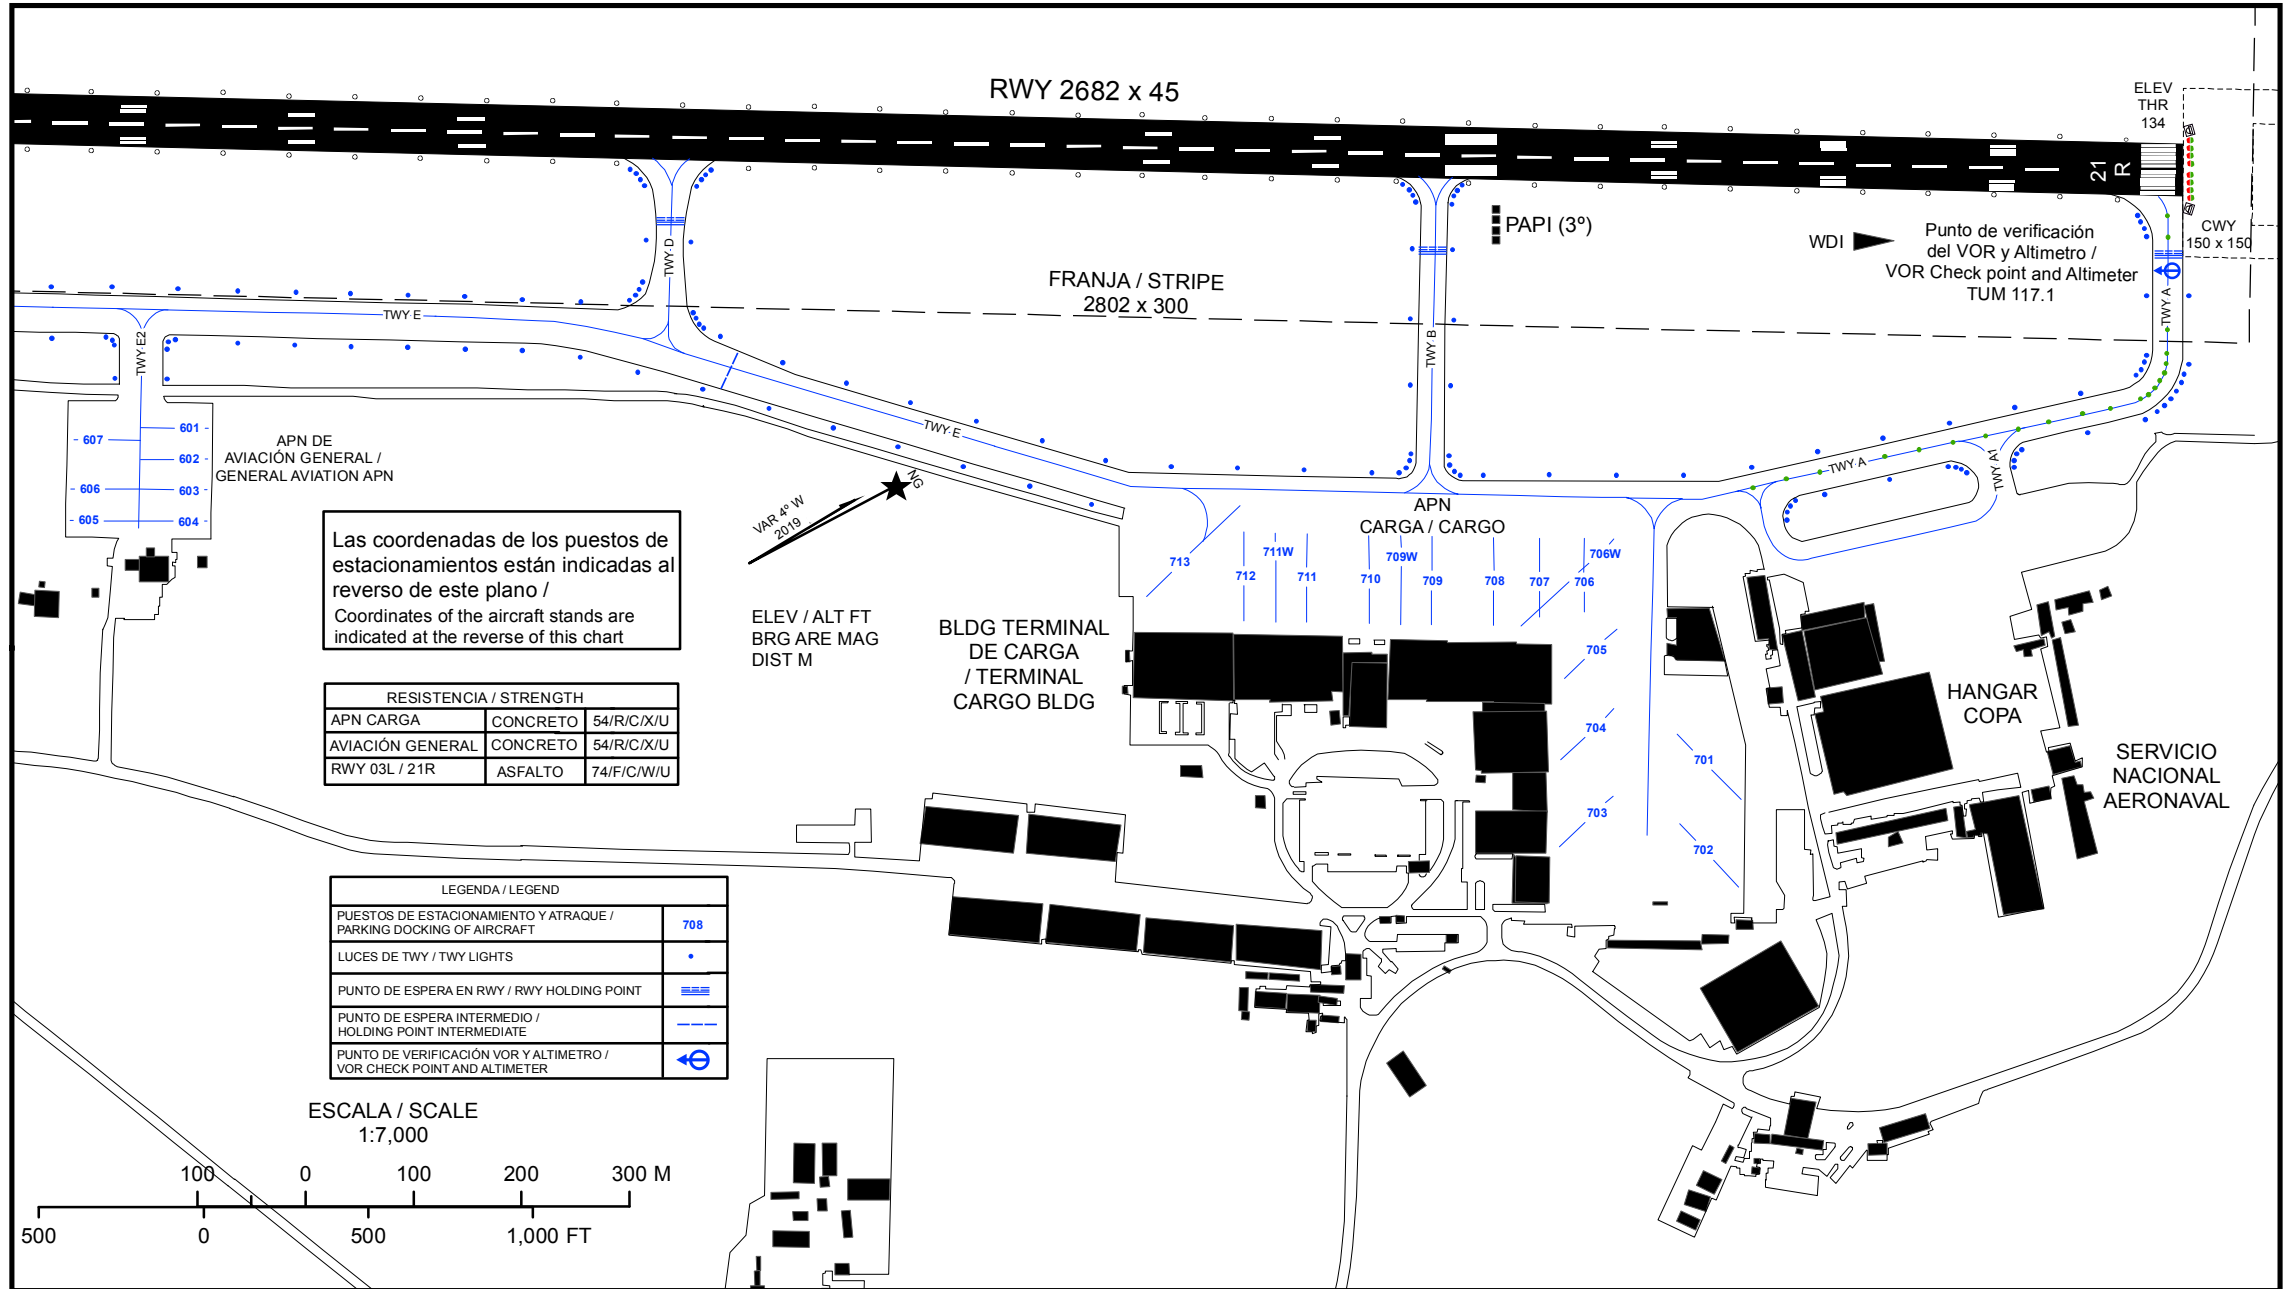 RWY 2682 x 45
ELEV
THR
134
21
R
CWY
150 x 150
PAPI (3º)
WDI
Punto de verificación
del VOR y Altimetro /
VOR Check point and Altimeter
TUM 117.1
FRANJA / STRIPE
2802 x 300
TWY D
TWY B
TWY A
TWY E
TWY E2
TWY E
TWY A
TWY A1
601
607
602
606
603
605
604
APN DE
AVIACIÓN GENERAL /
GENERAL AVIATION APN
NG
VAR 4º W
2019
APN
CARGA / CARGO
713
712
711W
711
710
709W
709
708
707
706W
706
705
704
703
701
702
Las coordenadas de los puestos de
estacionamientos están indicadas al
reverso de este plano /
Coordinates of the aircraft stands are
indicated at the reverse of this chart
ELEV / ALT FT
BRG ARE MAG
DIST M
BLDG TERMINAL
DE CARGA
/ TERMINAL
CARGO BLDG
HANGAR
COPA
SERVICIO
NACIONAL
AERONAVAL
RESISTENCIA / STRENGTH
APN CARGA CONCRETO 54/R/C/X/U
AVIACIÓN GENERAL CONCRETO 54/R/C/X/U
RWY 03L / 21R ASFALTO 74/F/C/W/U
LEGENDA / LEGEND
PUESTOS DE ESTACIONAMIENTO Y ATRAQUE /
PARKING DOCKING OF AIRCRAFT
708
LUCES DE TWY / TWY LIGHTS
PUNTO DE ESPERA EN RWY / RWY HOLDING POINT
PUNTO DE ESPERA INTERMEDIO /
HOLDING POINT INTERMEDIATE
PUNTO DE VERIFICACIÓN VOR Y ALTIMETRO /
VOR CHECK POINT AND ALTIMETER
ESCALA / SCALE
1:7,000
100 0 100 200 300 M
500 0 500 1,000 FT